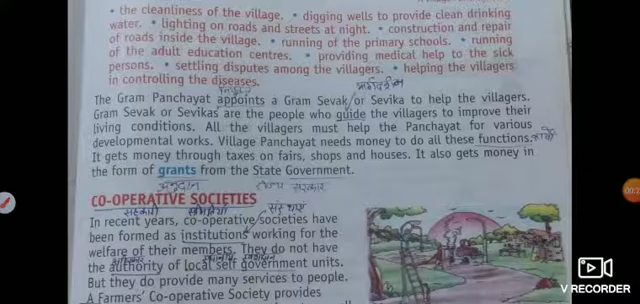 • the cleanliness of the village. • digging wells to provide clean drinking
water. • lighting on roads and streets at night. • construction and repair
of roads inside the village. • running of the primary schools. • running
of the adult education centres. • providing medical help to the sick
persons. • settling disputes among the villagers. • helping the villagers
in controlling the diseases.
The Gram Panchayat appoints a Gram Sevak or Sevika to help the villagers.
Gram Sevak or Sevikas are the people who guide the villagers to improve their
living conditions. All the villagers must help the Panchayat for various
developmental works. Village Panchayat needs money to do all these functions.
It gets money through taxes on fairs, shops and houses. It also gets money in
the form of grants from the State Government.
अनुदान राज्य सरकार
CO-OPERATIVE SOCIETIES
सहकारी
In recent years, co-operative societies have
been formed as institutions working for the
welfare of their members. They do not have
the authority of local self government units.
But they do provide many services to people.
A Farmers' Co-operative Society provides
V RECORDER